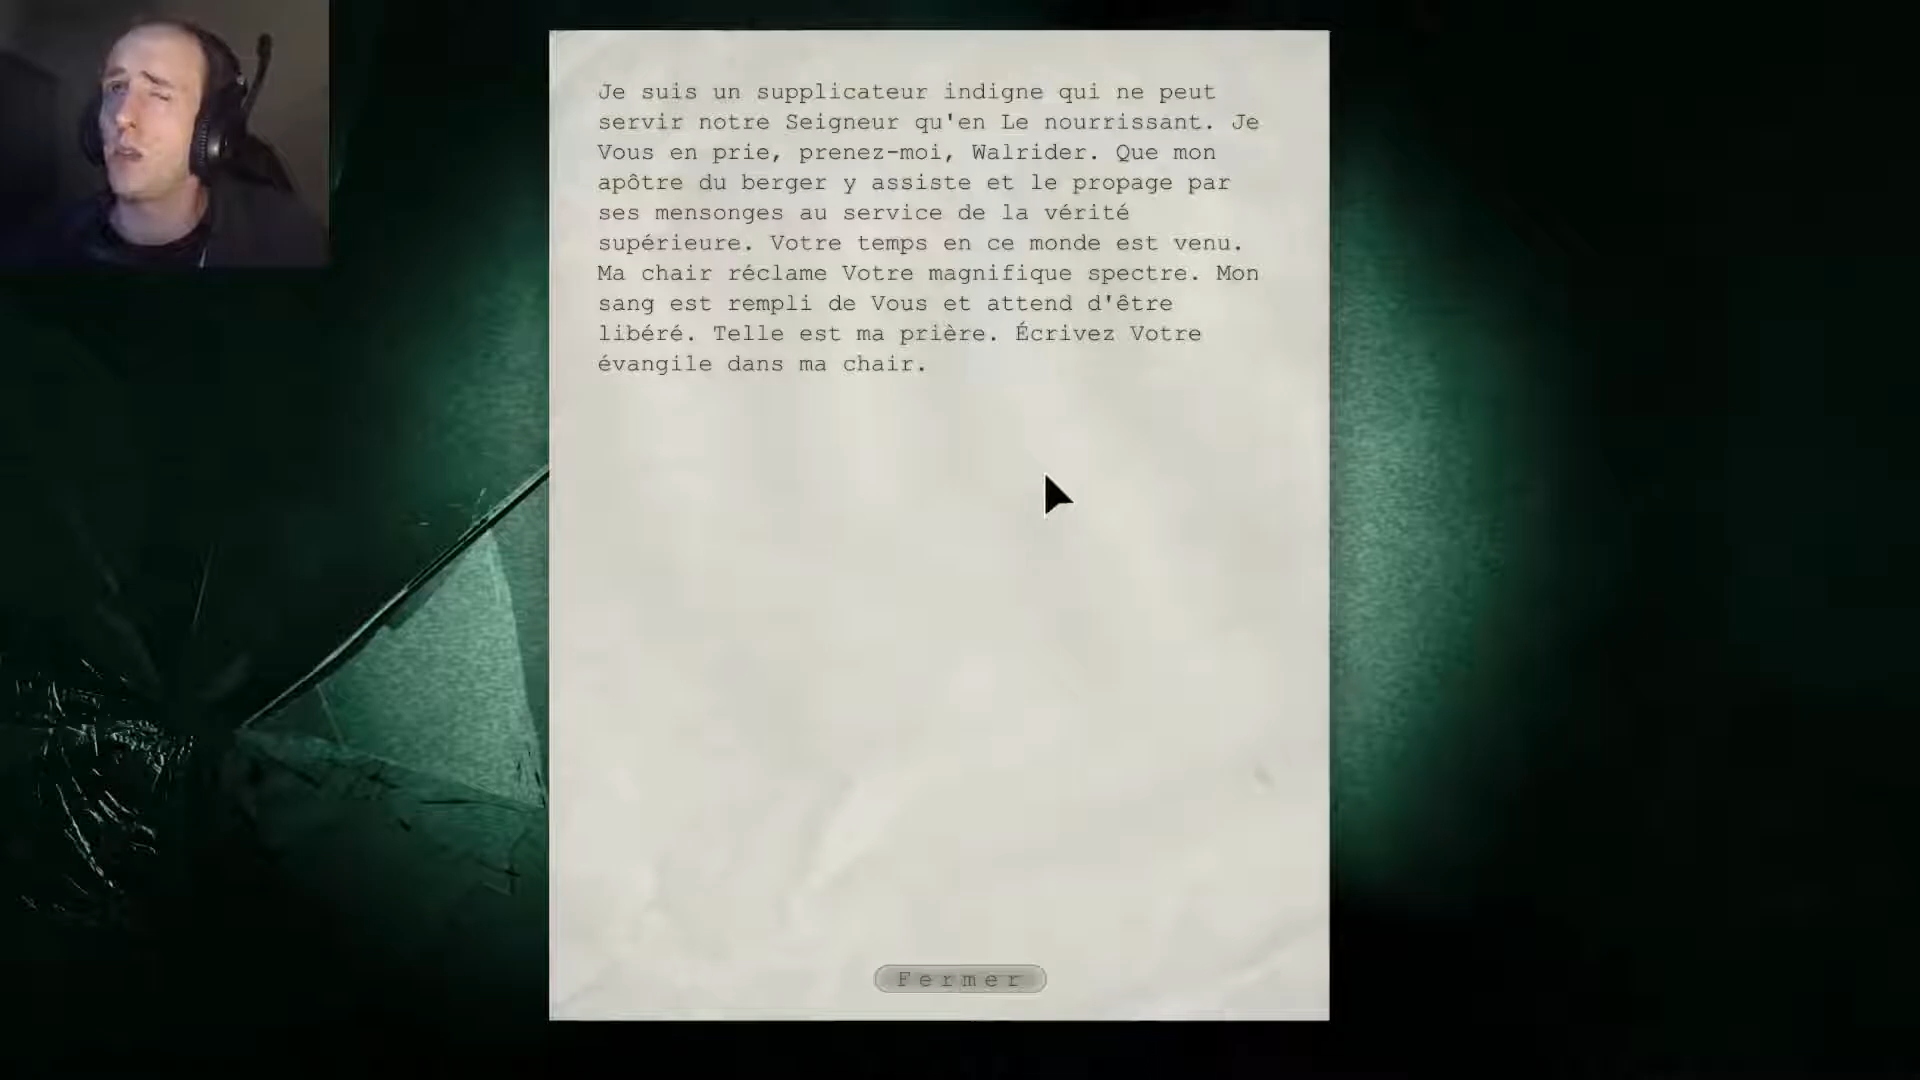 Je suis un supplicateur indigne qui ne peut
servir notre Seigneur qu'en Le nourrissant. Je
Vous en prie, prenez-moi, Walrider. Que mon
apôtre du berger y assiste et le propage par
ses mensonges au service de la vérité
supérieure. Votre temps en ce monde est venu.
Ma chair réclame Votre magnifique spectre. Mon
sang est rempli de Vous et attend d'être
libéré. Telle est ma prière. Écrivez Votre
évangile dans ma chair.
Fermer